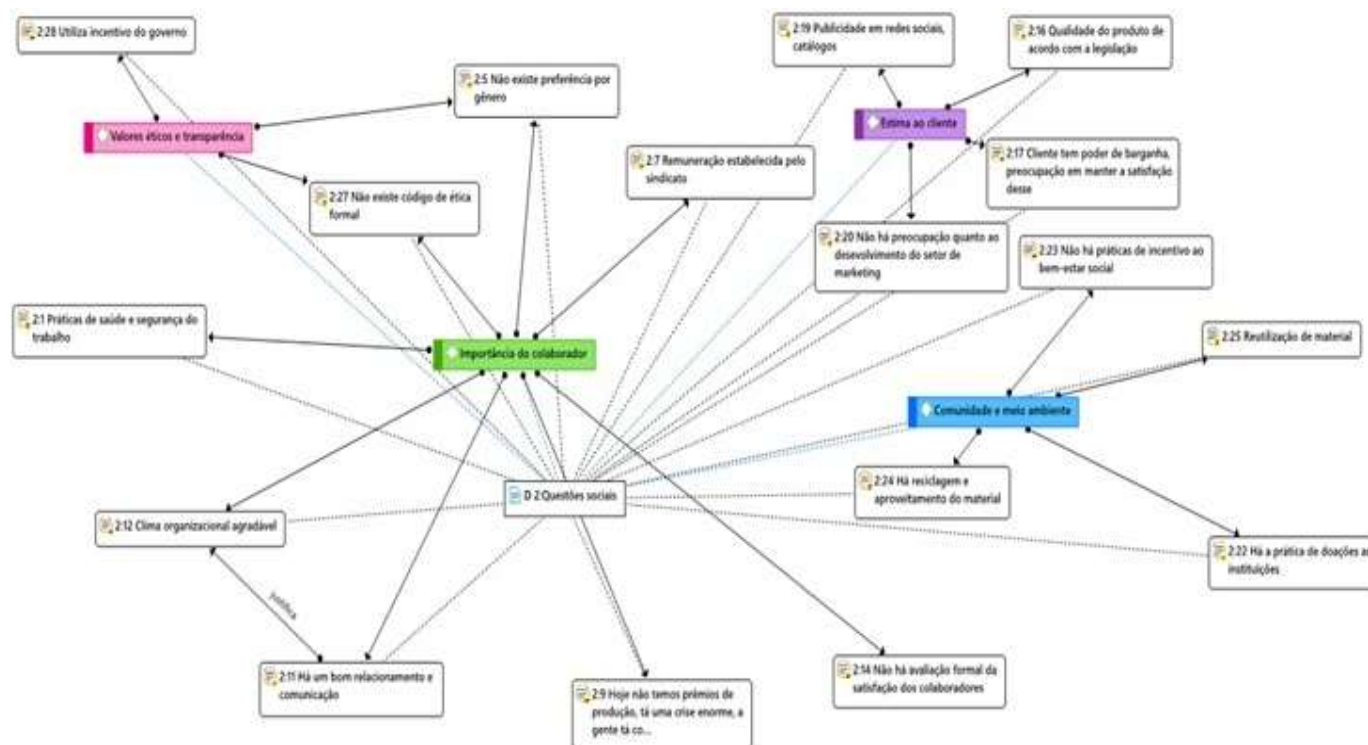 2:28 Utiliza incentivo do governo
2:19 Publicidade em redes sociais,
catálogos
2:16 Qualidade do produto de
acordo com a legislação
2:5 Não existe preferência por
gênero
Valores éticos e transparência
Estima ao cliente
2:7 Remuneração estabelecida pelo
sindicato
2:17 Cliente tem poder de barganha,
preocupação em manter a satisfação
desse
2:27 Não existe código de ética
formal
2:20 Não há preocupação quanto ao
desevolvimento do setor de
marketing
2:23 Não há práticas de incentivo ao
bem-estar social
2:1 Práticas de saúde e segurança do
trabalho
Importância do colaborador
2:25 Reutilização de material
Comunidade e meio ambiente
2:24 Há reciclagem e
aproveitamento do material
D 2:Questões sociais
2:12 Clima organizacional agradável
2:22 Há a prática de doações as
instituições
Justifica
2:11 Há um bom relacionamento e
comunicação
2:14 Não há avaliação formal da
satisfação dos colaboradores
2:9 Hoje não temos prêmios de
produção, tá uma crise enorme, a
gente tá co...